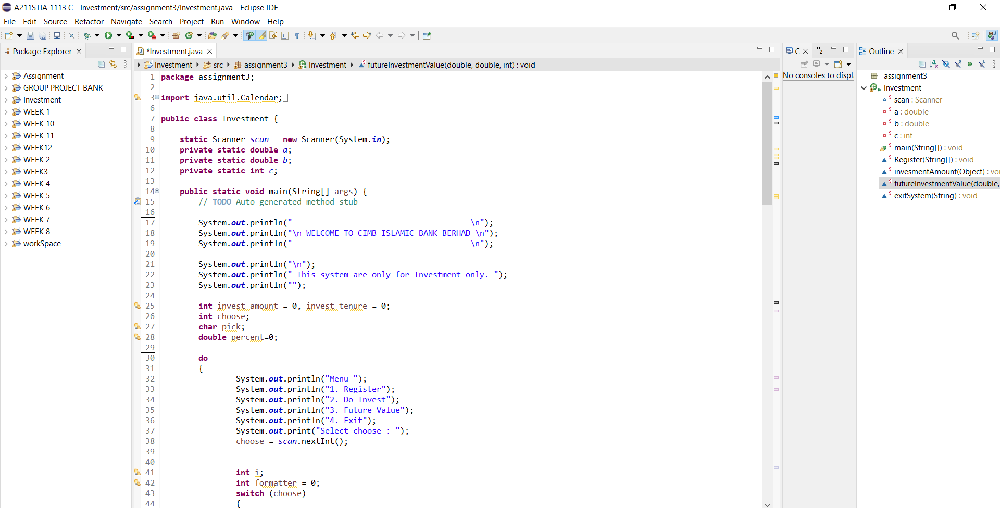 A211STIA 1113 C - Investment/src/assignment3/Investment.java - Eclipse IDE
File Edit Source Refactor Navigate Search Project Run Window Help
Package Explorer
Assignment
GROUP PROJECT BANK
Investment
WEEK 1
WEEK 10
WEEK 11
WEEK12
WEEK 2
WEEK3
WEEK 4
WEEK 5
WEEK 6
WEEK 7
WEEK 8
workSpace
*Investment.java
Investment src assignment3 Investment futureInvestmentValue(double, double, int) : void
1 package assignment3;
2
3 import java.util.Calendar;
6
7 public class Investment {
8
9 static Scanner scan = new Scanner(System.in);
10 private static double a;
11 private static double b;
12 private static int c;
13
14 public static void main(String[] args) {
15 // TODO Auto-generated method stub
16
17 System.out.println("------------------------------------- \n");
18 System.out.println("\n WELCOME TO CIMB ISLAMIC BANK BERHAD \n");
19 System.out.println("------------------------------------- \n");
20
21 System.out.println("\n");
22 System.out.println(" This system are only for Investment only. ");
23 System.out.println("");
24
25 int invest_amount = 0, invest_tenure = 0;
26 int choose;
27 char pick;
28 double percent=0;
29
30 do
31 {
32 System.out.println("Menu ");
33 System.out.println("1. Register");
34 System.out.println("2. Do Invest");
35 System.out.println("3. Future Value");
36 System.out.println("4. Exit");
37 System.out.print("Select choose : ");
38 choose = scan.nextInt();
39
40
41 int i;
42 int formatter = 0;
43 switch (choose)
44 {
C
2
No consoles to displ
Outline
assignment3
Investment
scan : Scanner
a : double
b : double
c : int
main(String[]) : void
Register(String[]) : void
invesmentAmount(Object) : voi
futureInvestmentValue(double,
exitSystem(String) : void